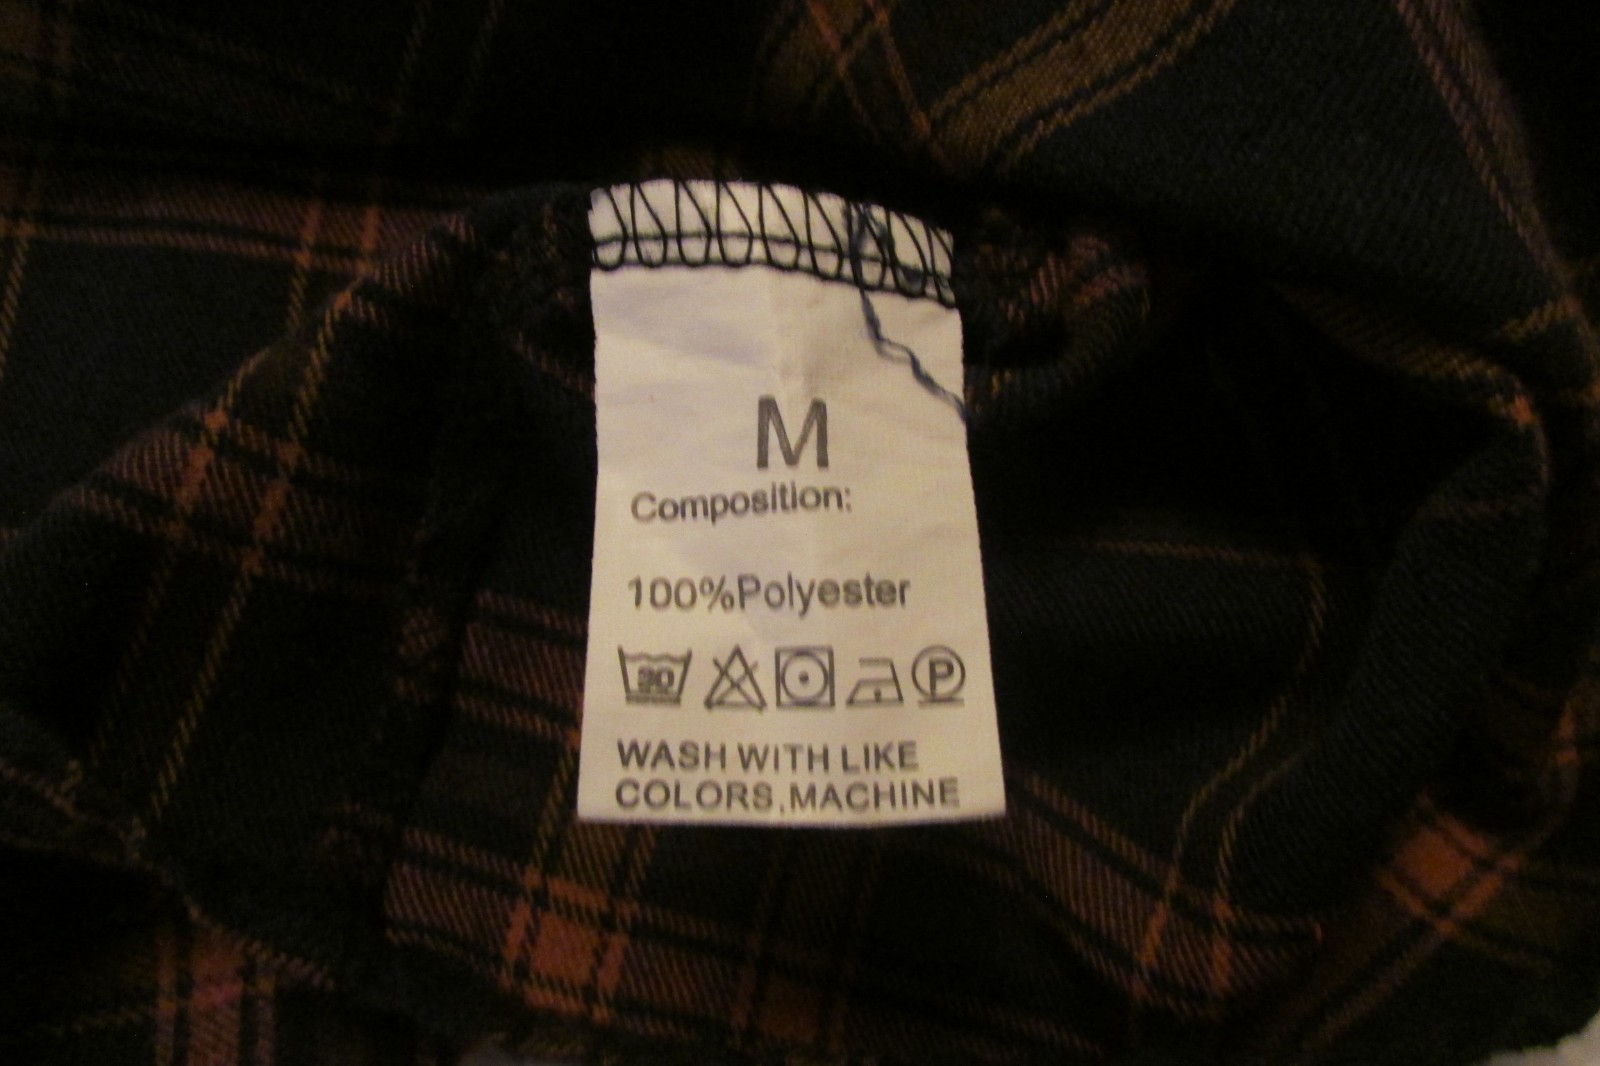 M
Composition:
100%Polyester
30 P
WASH WITH LIKE
COLORS,MACHINE